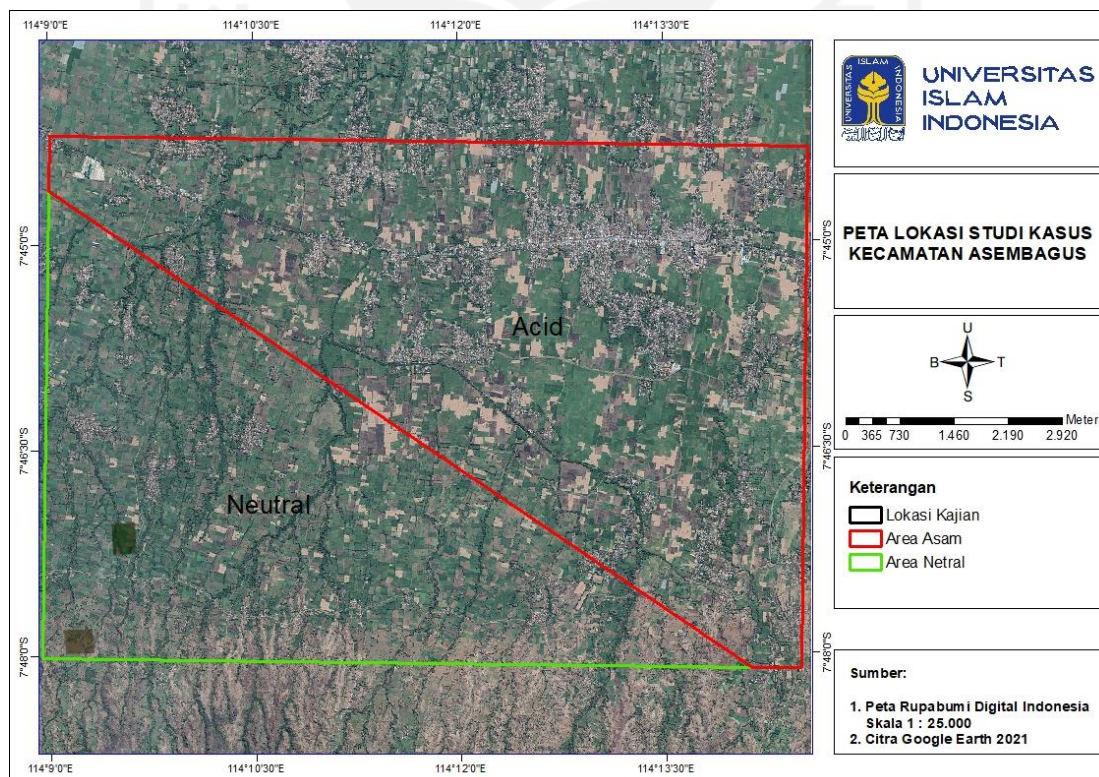 114°9'0"E
114°10'30"E
114°12'0"E
114°13'30"E
7°45'0"S
7°46'30"S
7°48'0"S
Acid
Neutral
7°45'0"S
7°46'30"S
7°48'0"S
114°9'0"E
114°10'30"E
114°12'0"E
114°13'30"E
ISLAM
UNIVERSITAS
INDONESIA
UNIVERSITAS
ISLAM
INDONESIA
PETA LOKASI STUDI KASUS
KECAMATAN ASEMBAGUS
U
B T
S
Meter
0 365 730 1.460 2.190 2.920
Keterangan
Lokasi Kajian
Area Asam
Area Netral
Sumber:
1. Peta Rupabumi Digital Indonesia
Skala 1 : 25.000
2. Citra Google Earth 2021